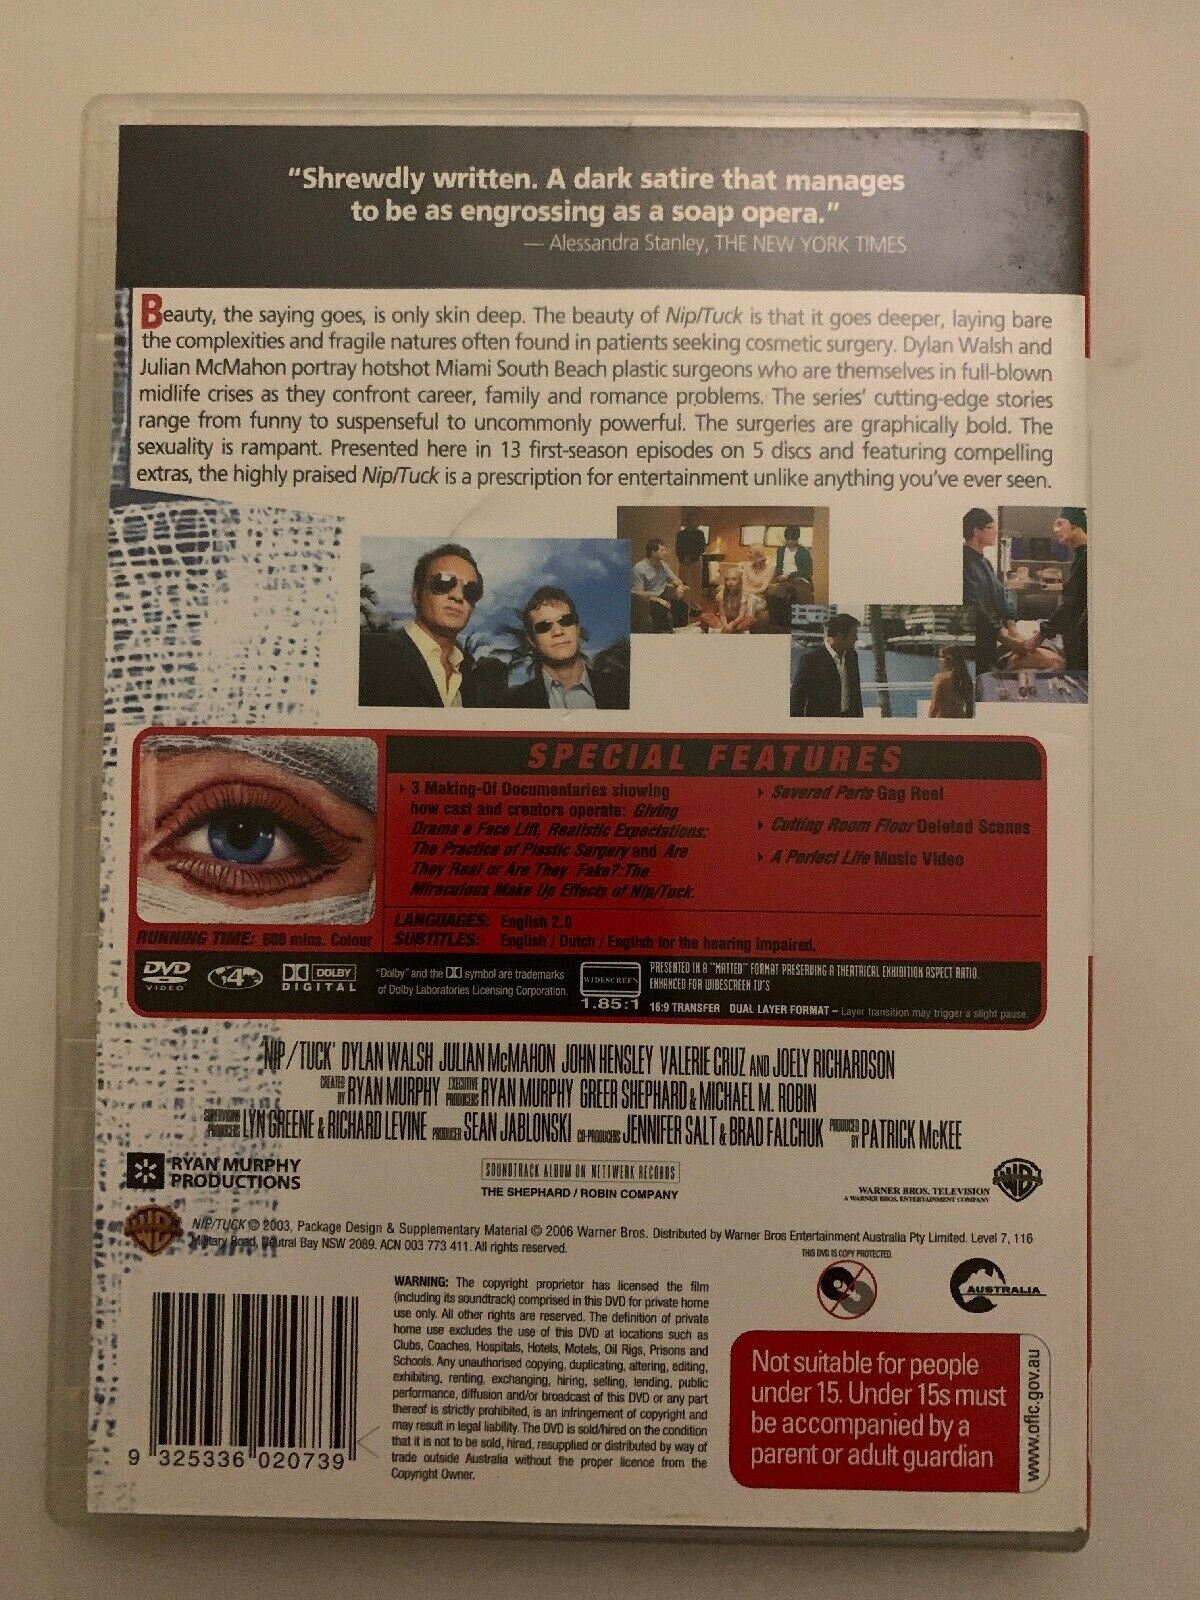 “Shrewdly written. A dark satire that manages
to be as engrossing as a soap opera.”
— Alessandra Stanley, THE NEW YORK TIMES
Beauty, the saying goes, is only skin deep. The beauty of Nip/Tuck is that it goes deeper, laying bare
the complexities and fragile natures often found in patients seeking cosmetic surgery. Dylan Walsh and
Julian McMahon portray hotshot Miami South Beach plastic surgeons who are themselves in full-blown
midlife crises as they confront career, family and romance problems. The series’ cutting-edge stories
range from funny to suspenseful to uncommonly powerful. The surgeries are graphically bold. The
sexuality is rampant. Presented here in 13 first-season episodes on 5 discs and featuring compelling
extras, the highly praised Nip/Tuck is a prescription for entertainment unlike anything you’ve ever seen.
SPECIAL FEATURES
3 Making-Of Documentaries showing
how cast and creators operate: Giving
Drama a Face Lift, Realistic Expectations:
The Practice of Plastic Surgery and Are
They Real or Are They Fake?:The
Miraculous Make Up Effects of Nip/Tuck.
Severed Parts Gag Reel
Cutting Room Floor Deleted Scenes
A Perfect Life Music Video
LANGUAGES: English 2.0
SUBTITLES: English / Dutch / English for the hearing impaired.
RUNNING TIME: mins. Colour
DVD
VIDEO
4
DOLBY
DIGITAL
“Dolby” and the DD symbol are trademarks
of Dolby Laboratories Licensing Corporation.
WIDESCREEN
1.85:1
PRESENTED IN A “MATTED” FORMAT PRESERVING A THEATRICAL EXHIBITION ASPECT RATIO.
ENHANCED FOR WIDESCREEN TV’S
16:9 TRANSFER DUAL LAYER FORMAT – Layer transition may trigger a slight pause.
‘NIP/TUCK’ DYLAN WALSH JULIAN McMAHON JOHN HENSLEY VALERIE CRUZ AND JOELY RICHARDSON
CREATED BY RYAN MURPHY EXECUTIVE PRODUCERS RYAN MURPHY GREER SHEPHARD & MICHAEL M. ROBIN
SUPERVISING PRODUCERS LYN GREENE & RICHARD LEVINE PRODUCER SEAN JABLONSKI CO-PRODUCERS JENNIFER SALT & BRAD FALCHUK PRODUCED BY PATRICK McKEE
RYAN MURPHY
PRODUCTIONS
SOUNDTRACK ALBUM ON NETTWERK RECORDS
THE SHEPHARD / ROBIN COMPANY
WARNER BROS. TELEVISION
A WARNER BROS. ENTERTAINMENT COMPANY
WB
WB
NIP/TUCK © 2003, Package Design & Supplementary Material © 2006 Warner Bros. Distributed by Warner Bros Entertainment Australia Pty Limited. Level 7, 116
Military Road, Neutral Bay NSW 2089. ACN 003 773 411. All rights reserved.
THIS DVD IS COPY PROTECTED.
AUSTRALIA
WARNING: The copyright proprietor has licensed the film
(including its soundtrack) comprised in this DVD for private home
use only. All other rights are reserved. The definition of private
home use excludes the use of this DVD at locations such as
Clubs, Coaches, Hospitals, Hotels, Motels, Oil Rigs, Prisons and
Schools. Any unauthorised copying, duplicating, altering, editing,
exhibiting, renting, exchanging, hiring, selling, lending, public
performance, diffusion and/or broadcast of this DVD or any part
thereof is strictly prohibited, is an infringement of copyright and
may result in legal liability. The DVD is sold/hired on the condition
that it is not to be sold, hired, resupplied or distributed by way of
trade outside Australia without the proper licence from the
Copyright Owner.
9 325336 020739
Not suitable for people
under 15. Under 15s must
be accompanied by a
parent or adult guardian
www.oflc.gov.au